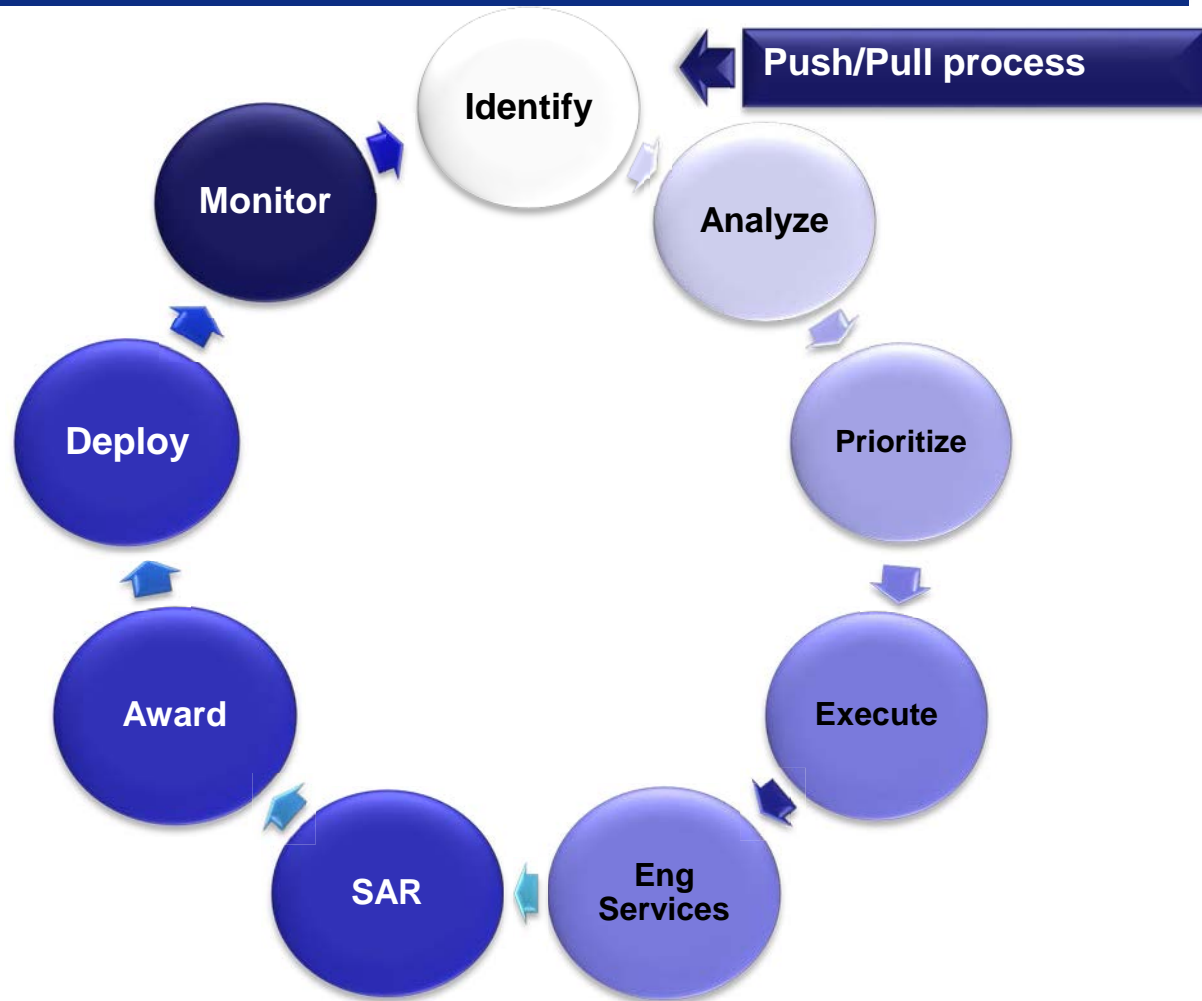 Push/Pull process
Identify
Analyze
Prioritize
Execute
Eng
Services
SAR
Award
Deploy
Monitor